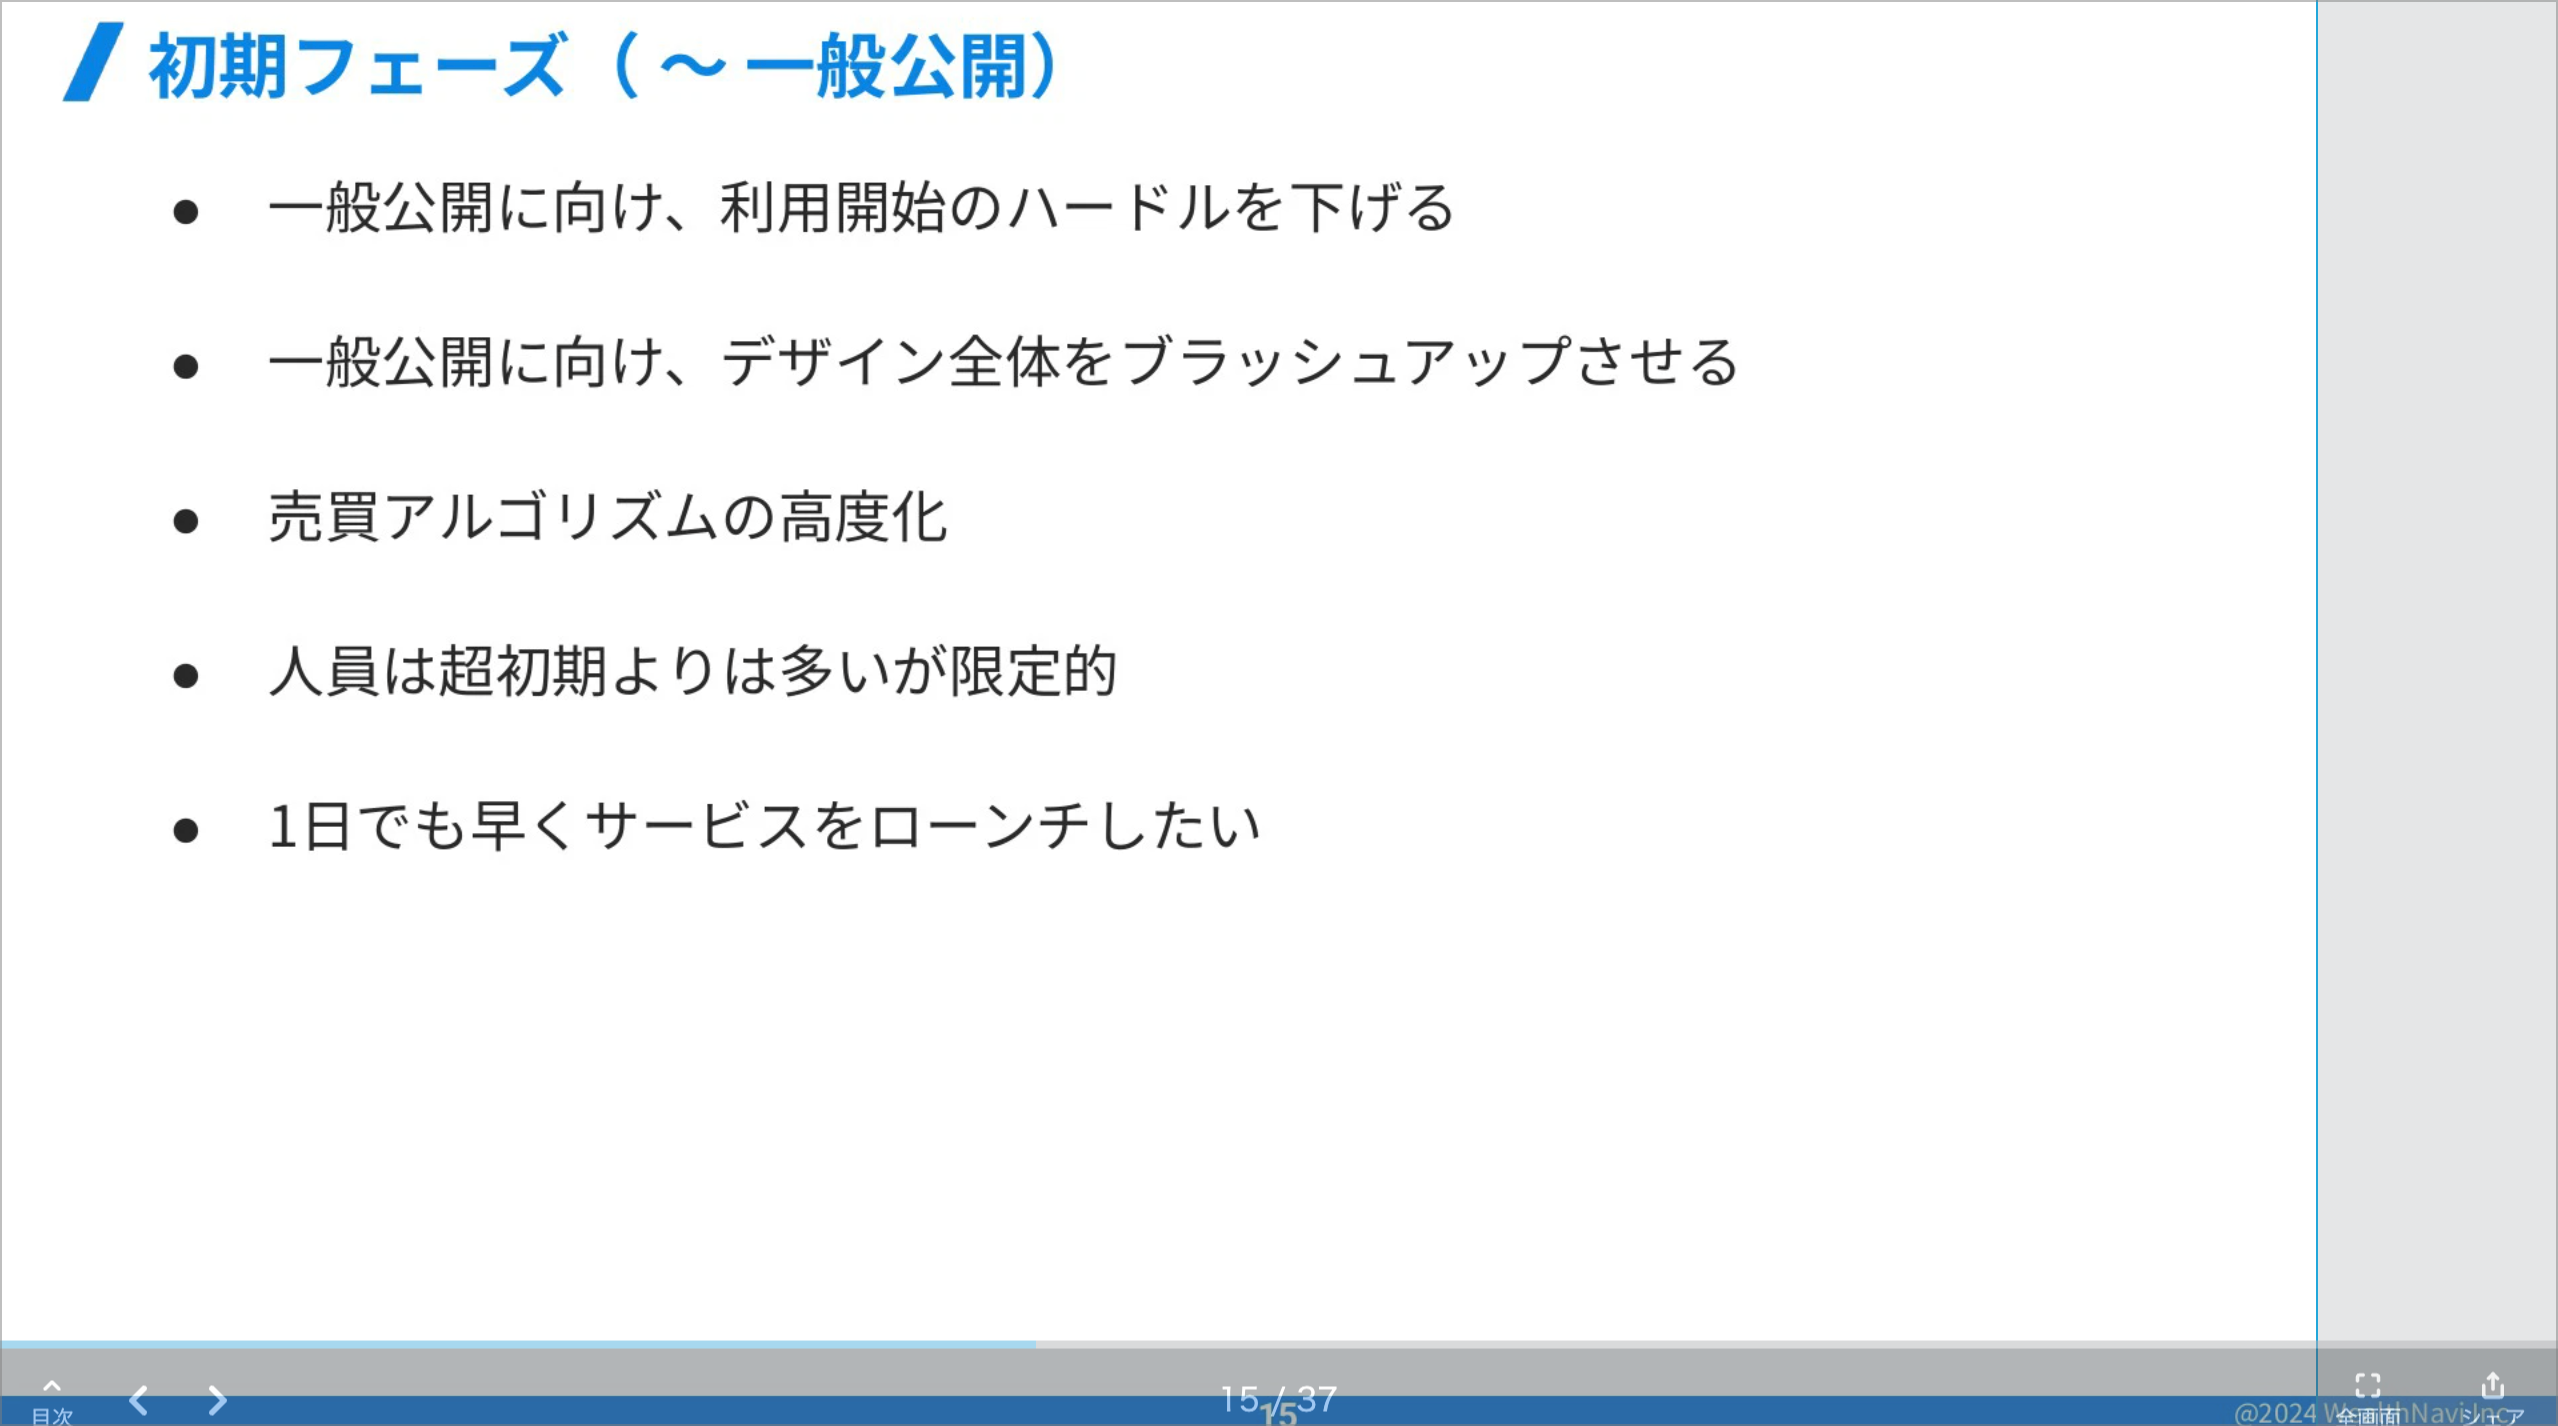 初期フェーズ（ ～ 一般公開）
● 一般公開に向け、利用開始のハードルを下げる
● 一般公開に向け、デザイン全体をブラッシュアップさせる
● 売買アルゴリズムの高度化
● 人員は超初期よりは多いが限定的
● 1日でも早くサービスをローンチしたい
目次
15 / 37
15
@2024 WealthNavi Inc.
全画面
シェア